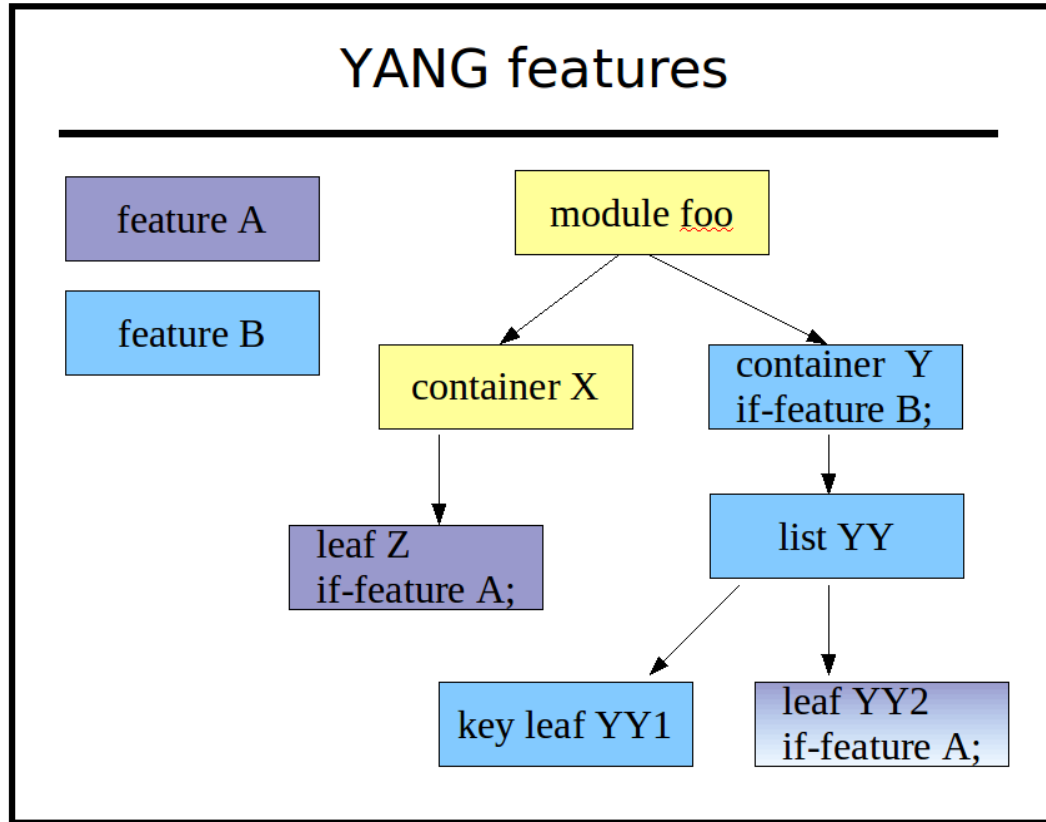 YANG features
feature A
module foo
feature B
container X
container  Y
if-feature B;
leaf Z
if-feature A;
list YY
key leaf YY1
leaf YY2
if-feature A;